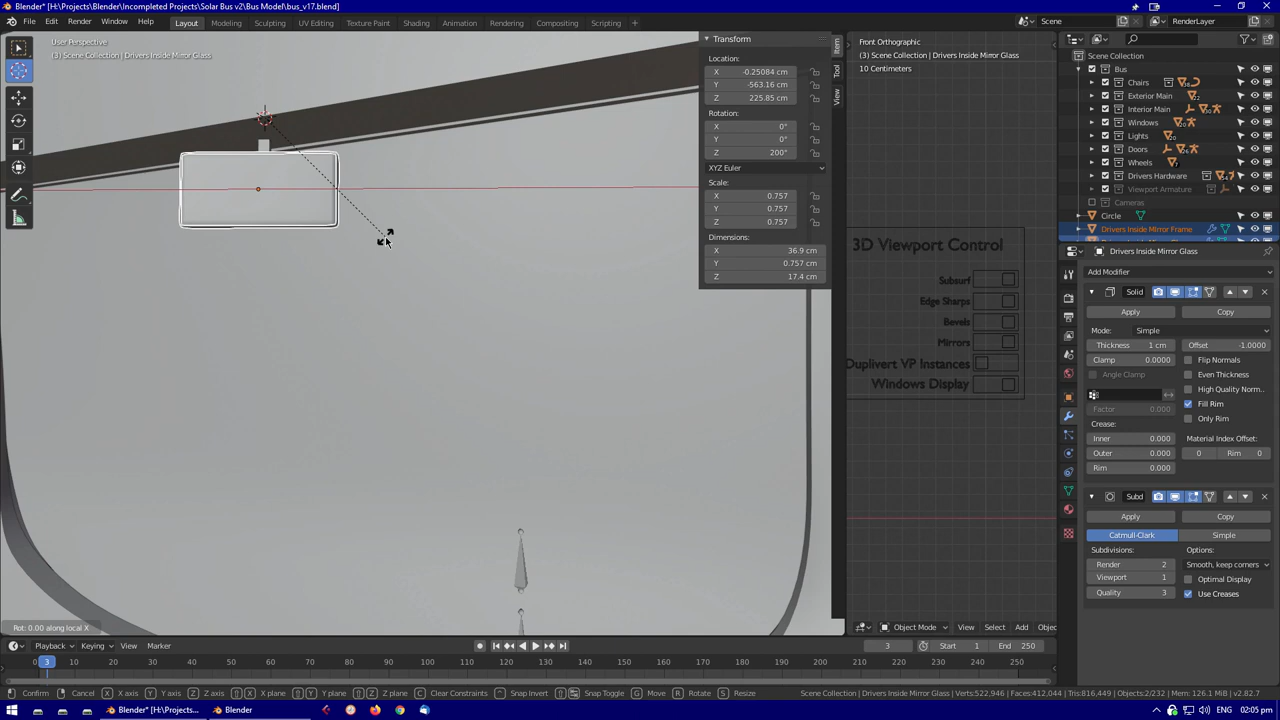 Blender* [H:\Projects\Incompleted Projects\Solar Bus v2\Bus Model\bus_v17.blend]
File Edit Render Window Help Layout Modeling Sculpting UV Editing Texture Paint Shading Animation Rendering Compositing Scripting Scene RenderLayer
User Perspective
(3) Scene Collection | Drivers Inside Mirror Glass
Transform
Location:
X -0.25084 cm
Y -563.16 cm
Z 225.85 cm
Rotation:
X 0°
Y 0°
Z 200°
XYZ Euler
Scale:
X 0.757
Y 0.757
Z 0.757
Dimensions:
X 36.9 cm
Y 0.757 cm
Z 17.4 cm
Item
Tool
View
Front Orthographic
(3) Scene Collection | Drivers Inside Mirror Glass
10 Centimeters
3D Viewport Control
Subsurf
Edge Sharps
Bevels
Mirrors
Duplivert VP Instances
Windows Display
Scene Collection
Bus
Chairs
Exterior Main
Interior Main
Windows
Lights
Doors
Wheels
Drivers Hardware
Viewport Armature
Cameras
Circle
Drivers Inside Mirror Frame
Drivers Inside Mirror Glass
Add Modifier
Solid
Apply Copy
Mode: Simple
Thickness 1 cm Offset -1.0000
Clamp 0.0000 Flip Normals
Angle Clamp Even Thickness
High Quality Norm..
Factor 0.000 Fill Rim
Only Rim
Crease:
Inner 0.000 Material Index Offset:
Outer 0.000 0 Rim 0
Rim 0.000
Subd
Apply Copy
Catmull-Clark Simple
Subdivisions: Options:
Render 2 Smooth, keep corners
Viewport 1 Optimal Display
Quality 3 Use Creases
Rot: 0.00 along local X
Object Mode View Select Add Objec
Playback Keying View Marker 3 Start 1 End 250
0 3 10 20 30 40 50 60 70 80 90 100 110 120 130 140 150 160 170 180 190 200 210 220 230 240 250
Confirm Cancel X X axis Y Y axis Z Z axis X X plane Y Y plane Z Z plane C Clear Constraints Snap Invert Snap Toggle G Move R Rotate S Resize Scene Collection | Drivers Inside Mirror Glass | Verts:522,946 | Faces:412,044 | Tris:816,449 | Objects:2/232 | Mem: 126.1 MiB | v2.82.7
Blender* [H:\Projects... Blender ENG 02:05 pm